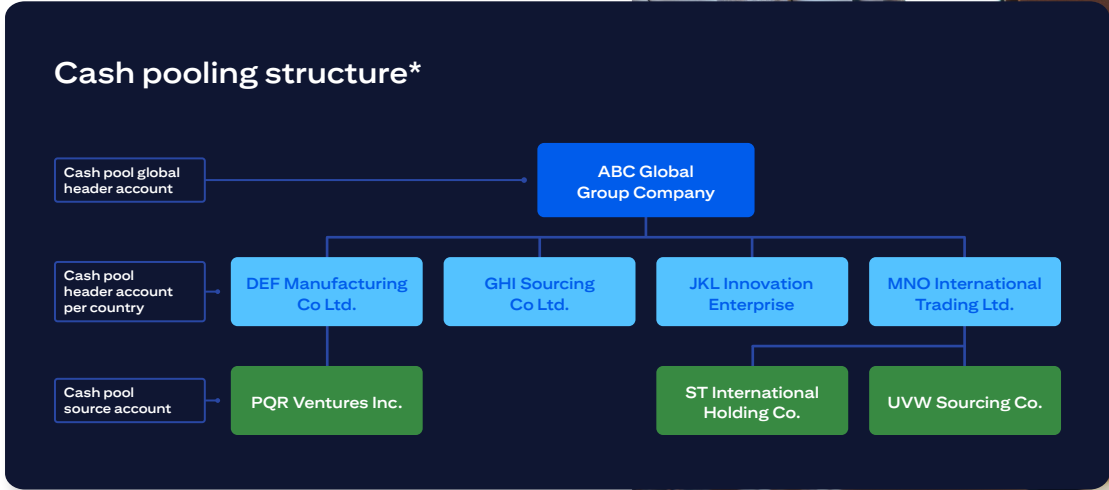 Cash pooling structure*
Cash pool global
header account
ABC Global
Group Company
Cash pool
header account
per country
DEF Manufacturing
Co Ltd.
GHI Sourcing
Co Ltd.
JKL Innovation
Enterprise
MNO International
Trading Ltd.
Cash pool
source account
PQR Ventures Inc.
ST International
Holding Co.
UVW Sourcing Co.